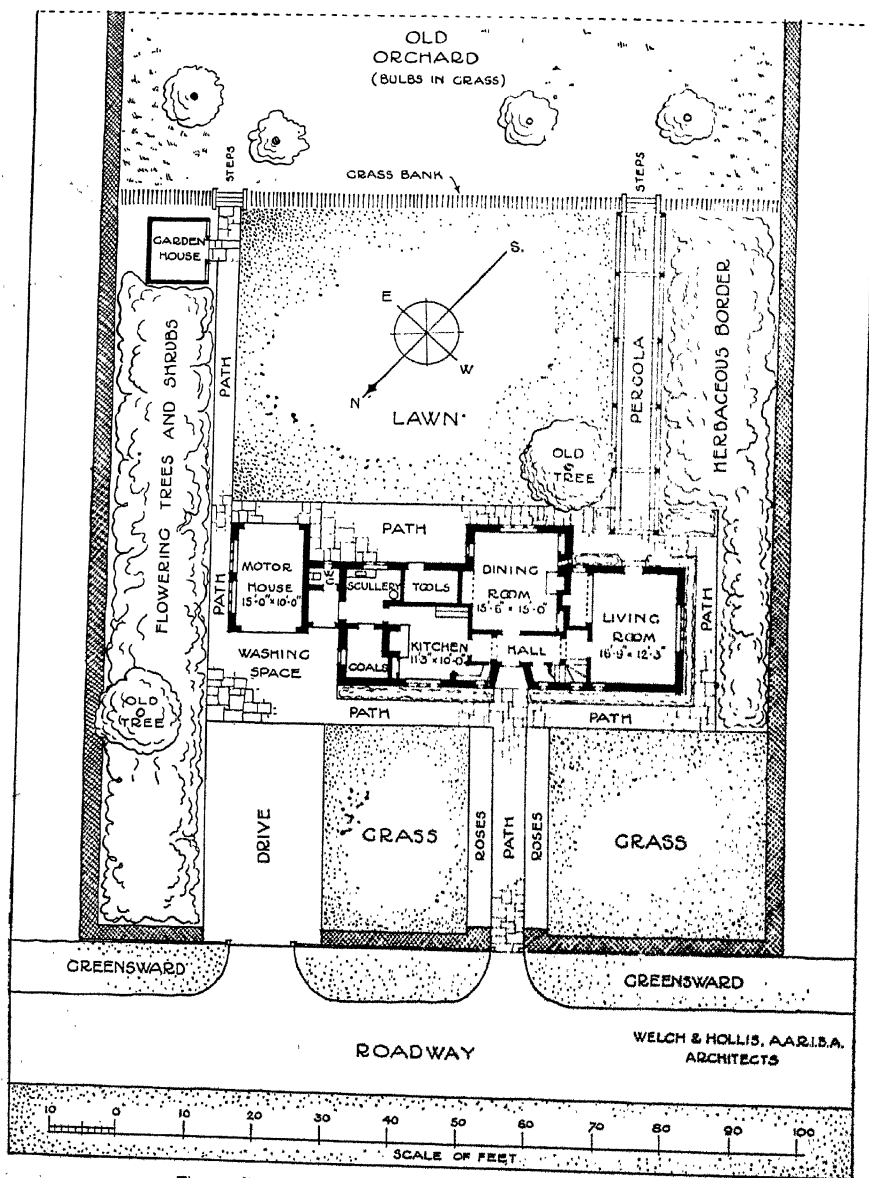 OLD
ORCHARD
(BULBS IN GRASS)
STEPS
GRASS BANK
STEPS
GARDEN
HOUSE
S.
E
W
N
LAWN
PATH
FLOWERING TREES AND SHRUBS
PERGOLA
HERBACEOUS BORDER
OLD
TREE
PATH
MOTOR
HOUSE
15'-0" × 10'-0"
SCULLERY
TOOLS
DINING
ROOM
15'-6" × 15'-0"
LIVING
ROOM
16'-9" × 12'-3"
PATH
PATH
WASHING
SPACE
COALS
KITCHEN
11'-3" × 10'-0"
HALL
OLD
TREE
PATH
PATH
DRIVE
GRASS
ROSES
PATH
ROSES
GRASS
GREENSWARD
GREENSWARD
ROADWAY
WELCH & HOLLIS, A.A.R.I.B.A.
ARCHITECTS
10 0 10 20 30 40 50 60 70 80 90 100
SCALE OF FEET